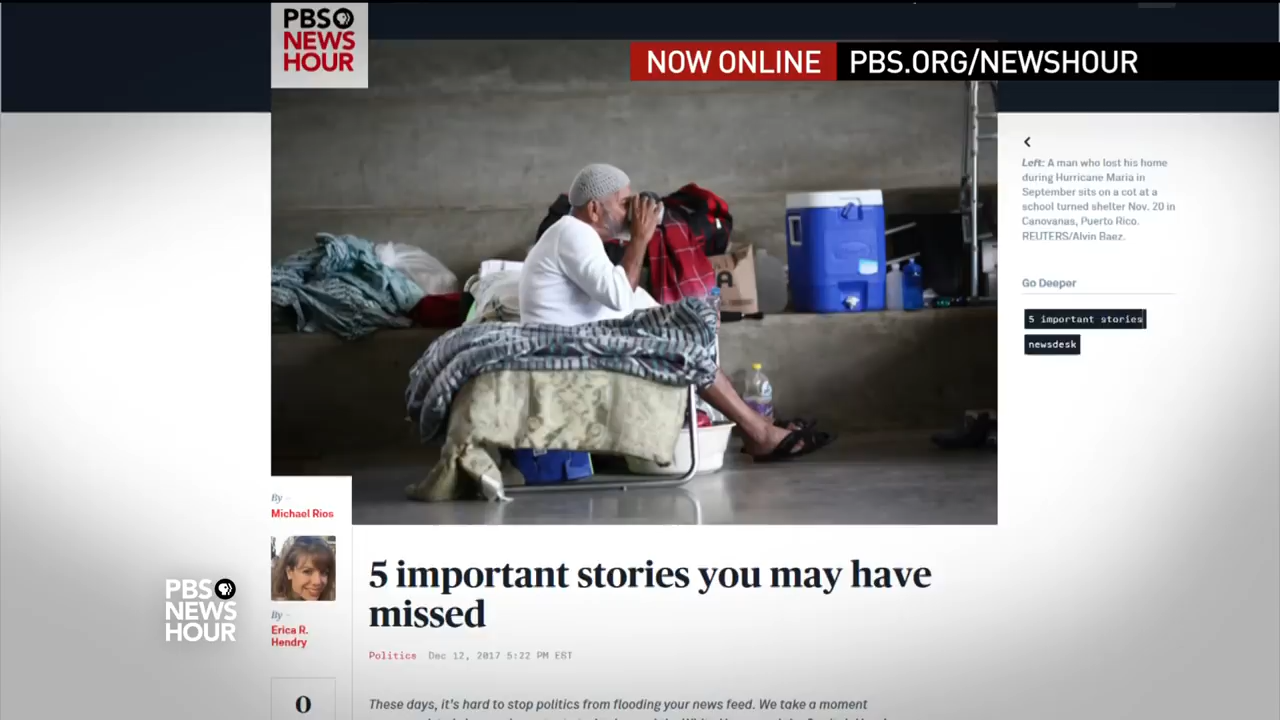 PBS
NEWS
HOUR
NOW ONLINE PBS.ORG/NEWSHOUR
Left: A man who lost his home
during Hurricane Maria in
September sits on a cot at a
school turned shelter Nov. 20 in
Canovanas, Puerto Rico.
REUTERS/Alvin Baez.
Go Deeper
5 important stories
newsdesk
By –
Michael Rios
By –
Erica R.
Hendry
0
PBS
NEWS
HOUR
5 important stories you may have
missed
Politics Dec 12, 2017 5:22 PM EST
These days, it's hard to stop politics from flooding your news feed. We take a moment